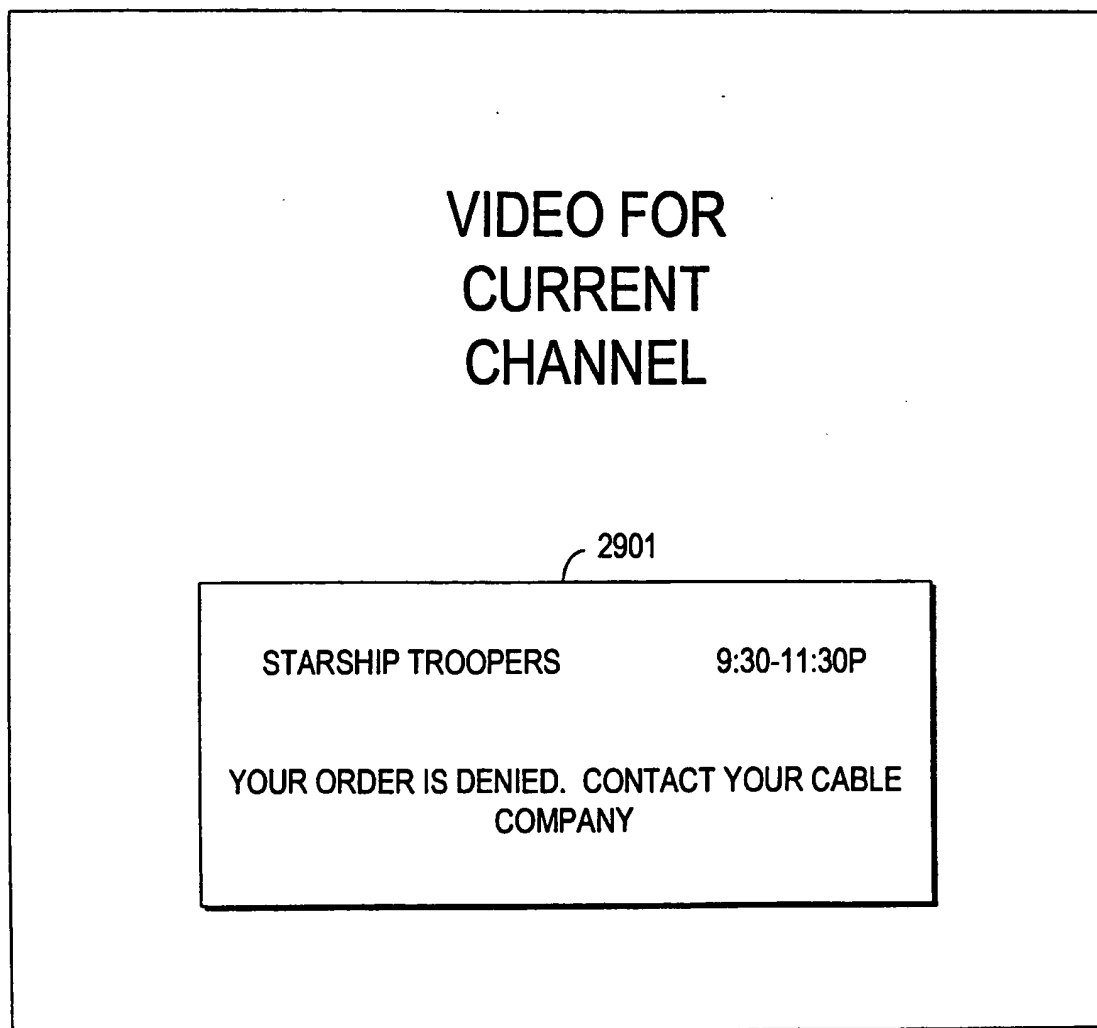 VIDEO FOR
CURRENT
CHANNEL
2901
STARSHIP TROOPERS 9:30-11:30P
YOUR ORDER IS DENIED. CONTACT YOUR CABLE
COMPANY